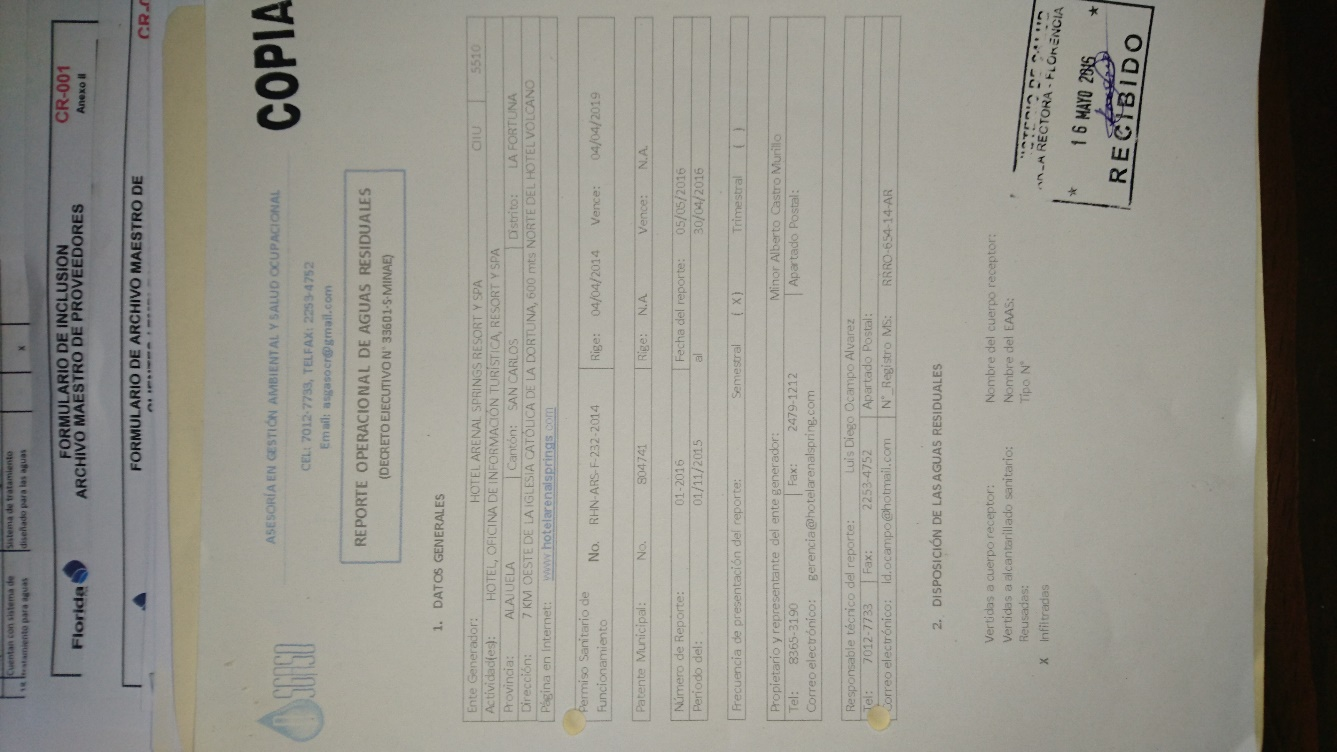 Cuentan con sistema de
Sistema de tratamiento
x
tratamiento para aguas
diseñado para las aguas
Florida
FORMULARIO DE INCLUSION
ARCHIVO MAESTRO DE PROVEEDORES
CR-001
Anexo B
FORMULARIO DE ARCHIVO MAESTRO DE
ASESORÍA EN GESTIÓN AMBIENTAL Y SALUD OCUPACIONAL
COPIA
CEL: 7012-7733, TELFAX: 2253-4752
Email: asgasocr@gmail.com
REPORTE OPERACIONAL DE AGUAS RESIDUALES
(DECRETO EJECUTIVO N° 33601-S-MINAE)
1. DATOS GENERALES
Ente Generador: HOTEL ARENAL SPRINGS RESORT Y SPA CIIU 5510
Actividad(es): HOTEL, OFICINA DE INFORMACIÓN TURÍSTICA, RESORT Y SPA
Provincia: ALAJUELA Cantón: SAN CARLOS Distrito: LA FORTUNA
Dirección: 7 KM OESTE DE LA IGLESIA CATÓLICA DE LA DORTUNA, 600 mts NORTE DEL HOTEL VOLCANO
Página en Internet: www.hotelarenalsprings.com
Permiso Sanitario de Funcionamiento No. RHN-ARS-F-232-2014 Rige: 04/04/2014 Vence: 04/04/2019
Patente Municipal: No. 804741 Rige: N.A Vence: N.A.
Número de Reporte: 01-2016 Fecha del reporte: 05/05/2016
Periodo del: 01/11/2015 al 30/04/2016
Frecuencia de presentación del reporte: Semestral ( X ) Trimestral ( )
Propietario y representante del ente generador: Minor Alberto Castro Murillo
Tel: 8365-3190 Fax: 2479-1212 Apartado Postal:
Correo electrónico: gerencia@hotelarenalspring.com
Responsable técnico del reporte: Luis Diego Ocampo Alvarez
Tel: 7012-7733 Fax: 2253-4752 Apartado Postal:
Correo electrónico: ld.ocampo@hotmail.com N°_Registro MS: RRRO-654-14-AR
2. DISPOSICIÓN DE LAS AGUAS RESIDUALES
Vertidas a cuerpo receptor: Nombre del cuerpo receptor:
Vertidas a alcantarillado sanitario: Nombre del EAAS:
Reusadas: Tipo N°
X Infiltradas
RECTORA - FLORENCIA
* 16 MAYO 2016 *
RECIBIDO